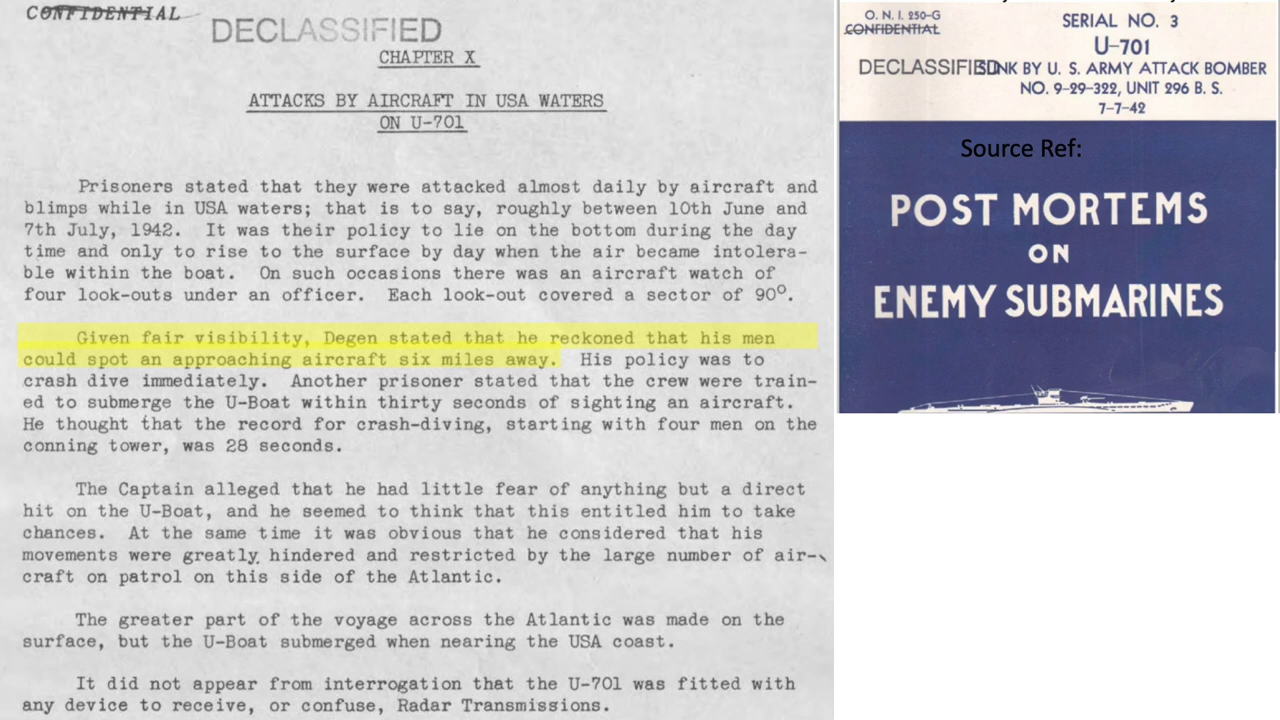 CONFIDENTIAL
DECLASSIFIED
CHAPTER X
ATTACKS BY AIRCRAFT IN USA WATERS
ON U-701
Prisoners stated that they were attacked almost daily by aircraft and
blimps while in USA waters; that is to say, roughly between 10th June and
7th July, 1942. It was their policy to lie on the bottom during the day
time and only to rise to the surface by day when the air became intolera-
ble within the boat. On such occasions there was an aircraft watch of
four look-outs under an officer. Each look-out covered a sector of 90°.
Given fair visibility, Degen stated that he reckoned that his men
could spot an approaching aircraft six miles away. His policy was to
crash dive immediately. Another prisoner stated that the crew were train-
ed to submerge the U-Boat within thirty seconds of sighting an aircraft.
He thought that the record for crash-diving, starting with four men on the
conning tower, was 28 seconds.
The Captain alleged that he had little fear of anything but a direct
hit on the U-Boat, and he seemed to think that this entitled him to take
chances. At the same time it was obvious that he considered that his
movements were greatly hindered and restricted by the large number of air-
craft on patrol on this side of the Atlantic.
The greater part of the voyage across the Atlantic was made on the
surface, but the U-Boat submerged when nearing the USA coast.
It did not appear from interrogation that the U-701 was fitted with
any device to receive, or confuse, Radar Transmissions.
O. N. I. 250-G
CONFIDENTIAL
SERIAL NO. 3
U-701
DECLASSIFIED
SUNK BY U. S. ARMY ATTACK BOMBER
NO. 9-29-322, UNIT 296 B. S.
7-7-42
Source Ref:
POST MORTEMS
ON
ENEMY SUBMARINES